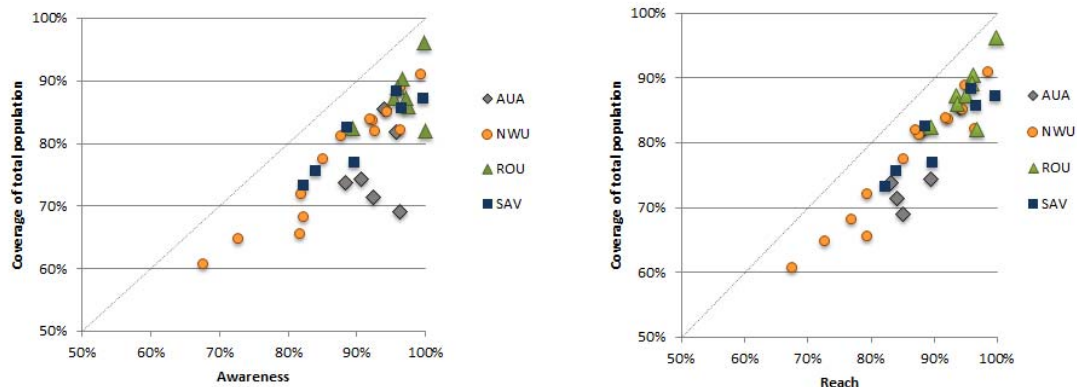 100%
90%
80%
70%
60%
50%
Coverage of total population
50%
60%
70%
80%
90%
100%
Awareness
AUA
NWU
ROU
SAV
100%
90%
80%
70%
60%
50%
Coverage of total population
50%
60%
70%
80%
90%
100%
Reach
AUA
NWU
ROU
SAV